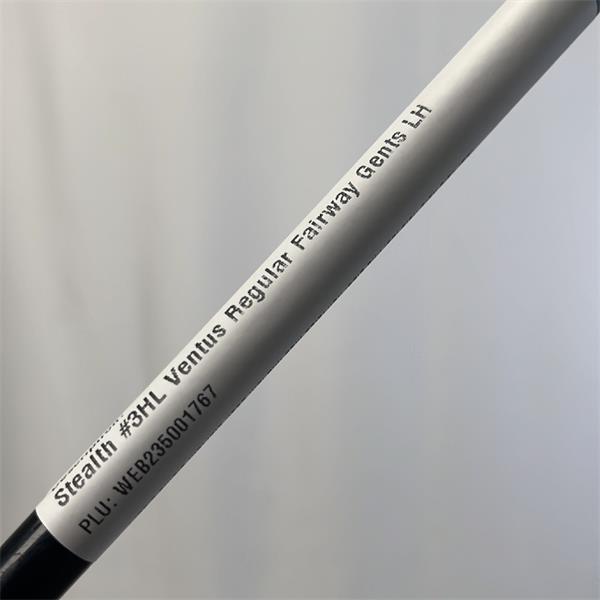 Stealth #3HL Ventus Regular Fairway Gents LH
PLU: WEB235001767